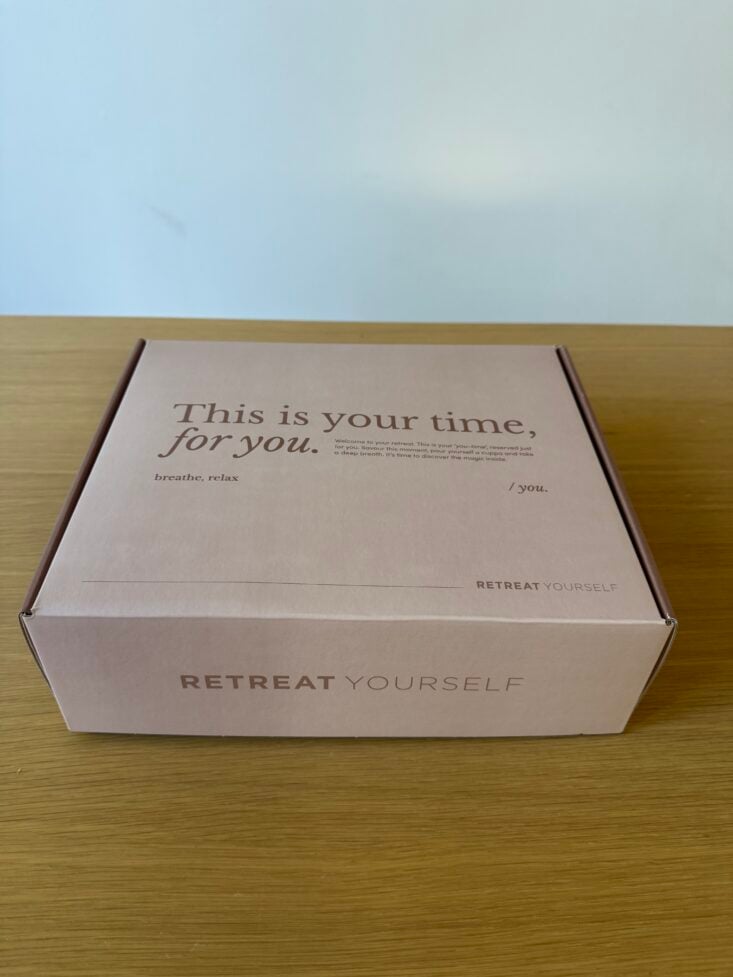 This is your time,
for you.
Welcome to your retreat. This is your 'you-time', reserved just
for you. Savour this moment, pour yourself a cuppa and take
a deep breath. It's time to discover the magic inside.
breathe, relax
/ you.
RETREAT YOURSELF
RETREAT YOURSELF